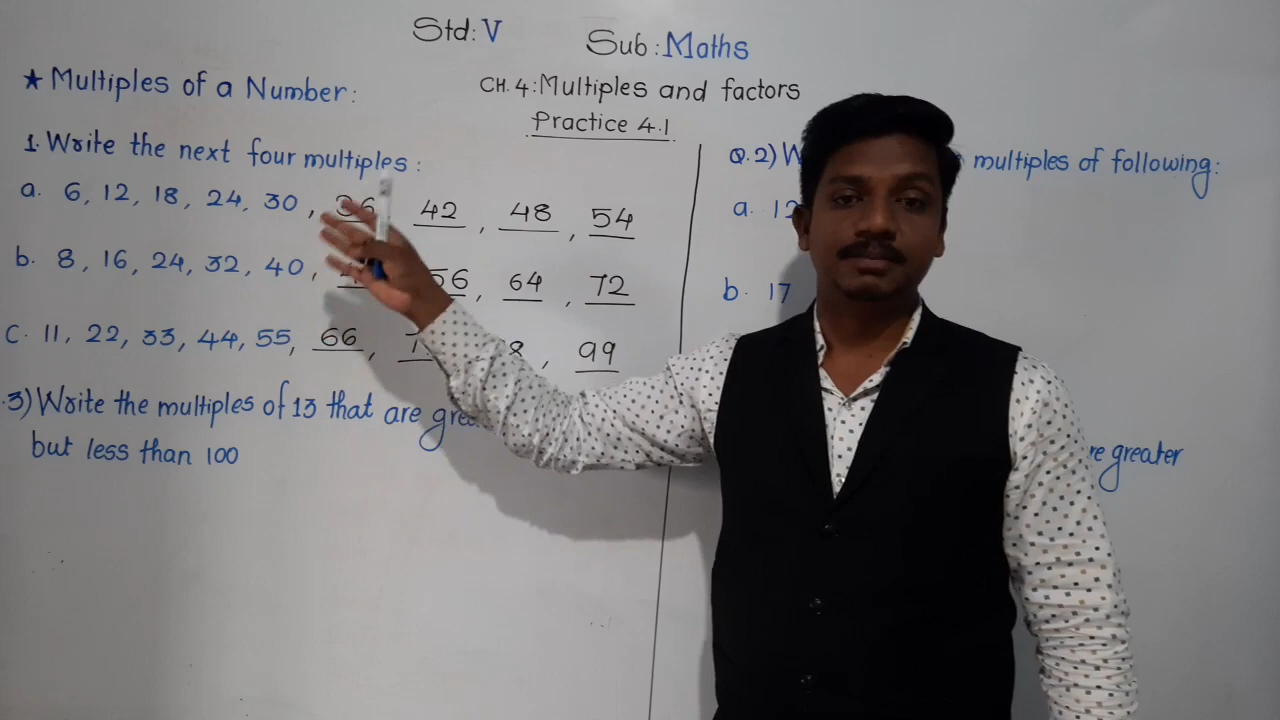 Std: V
Sub: Maths
★ Multiples of a Number:
CH. 4: Multiples and factors
Practice 4.1
1. Write the next four multiples:
a. 6, 12, 18, 24, 30, 36 42, 48, 54
b. 8, 16, 24, 32, 40, 56, 64, 72
C. 11, 22, 33, 44, 55, 66, 99
3) Write the multiples of 13 that are
but less than 100
Q.2) multiples of following:
a. 12
b. 17
greater